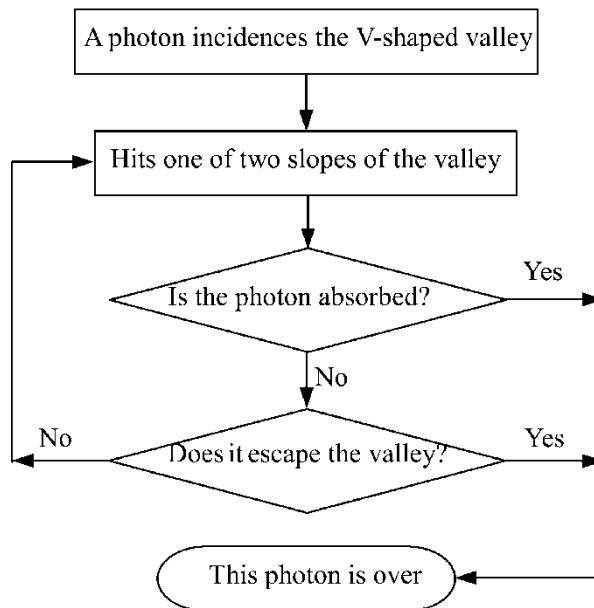 A photon incidences the V-shaped valley
Hits one of two slopes of the valley
Yes
Is the photon absorbed?
No
No
Does it escape the valley?
Yes
This photon is over